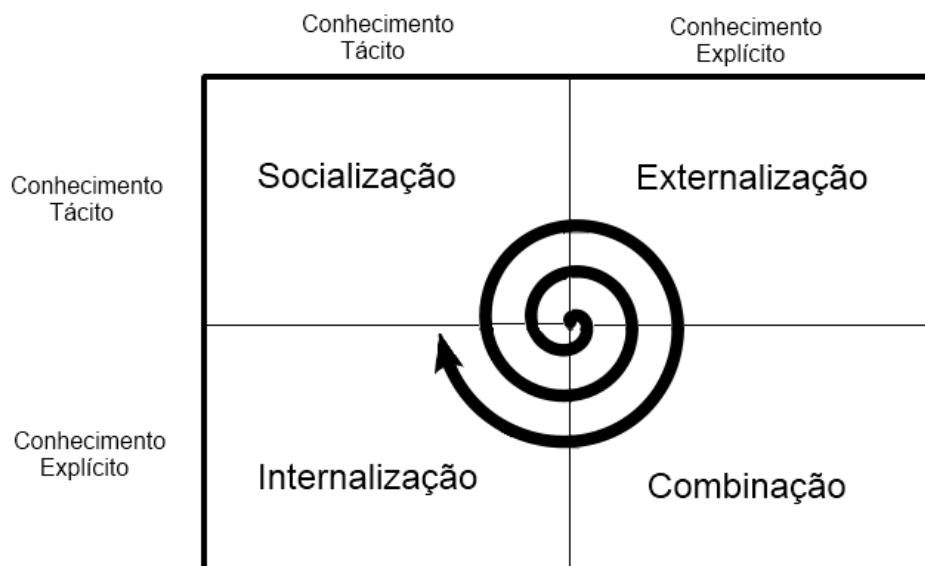 Conhecimento
Tácito
Conhecimento
Explícito
Conhecimento
Tácito
Socialização
Externalização
Conhecimento
Explícito
Internalização
Combinação